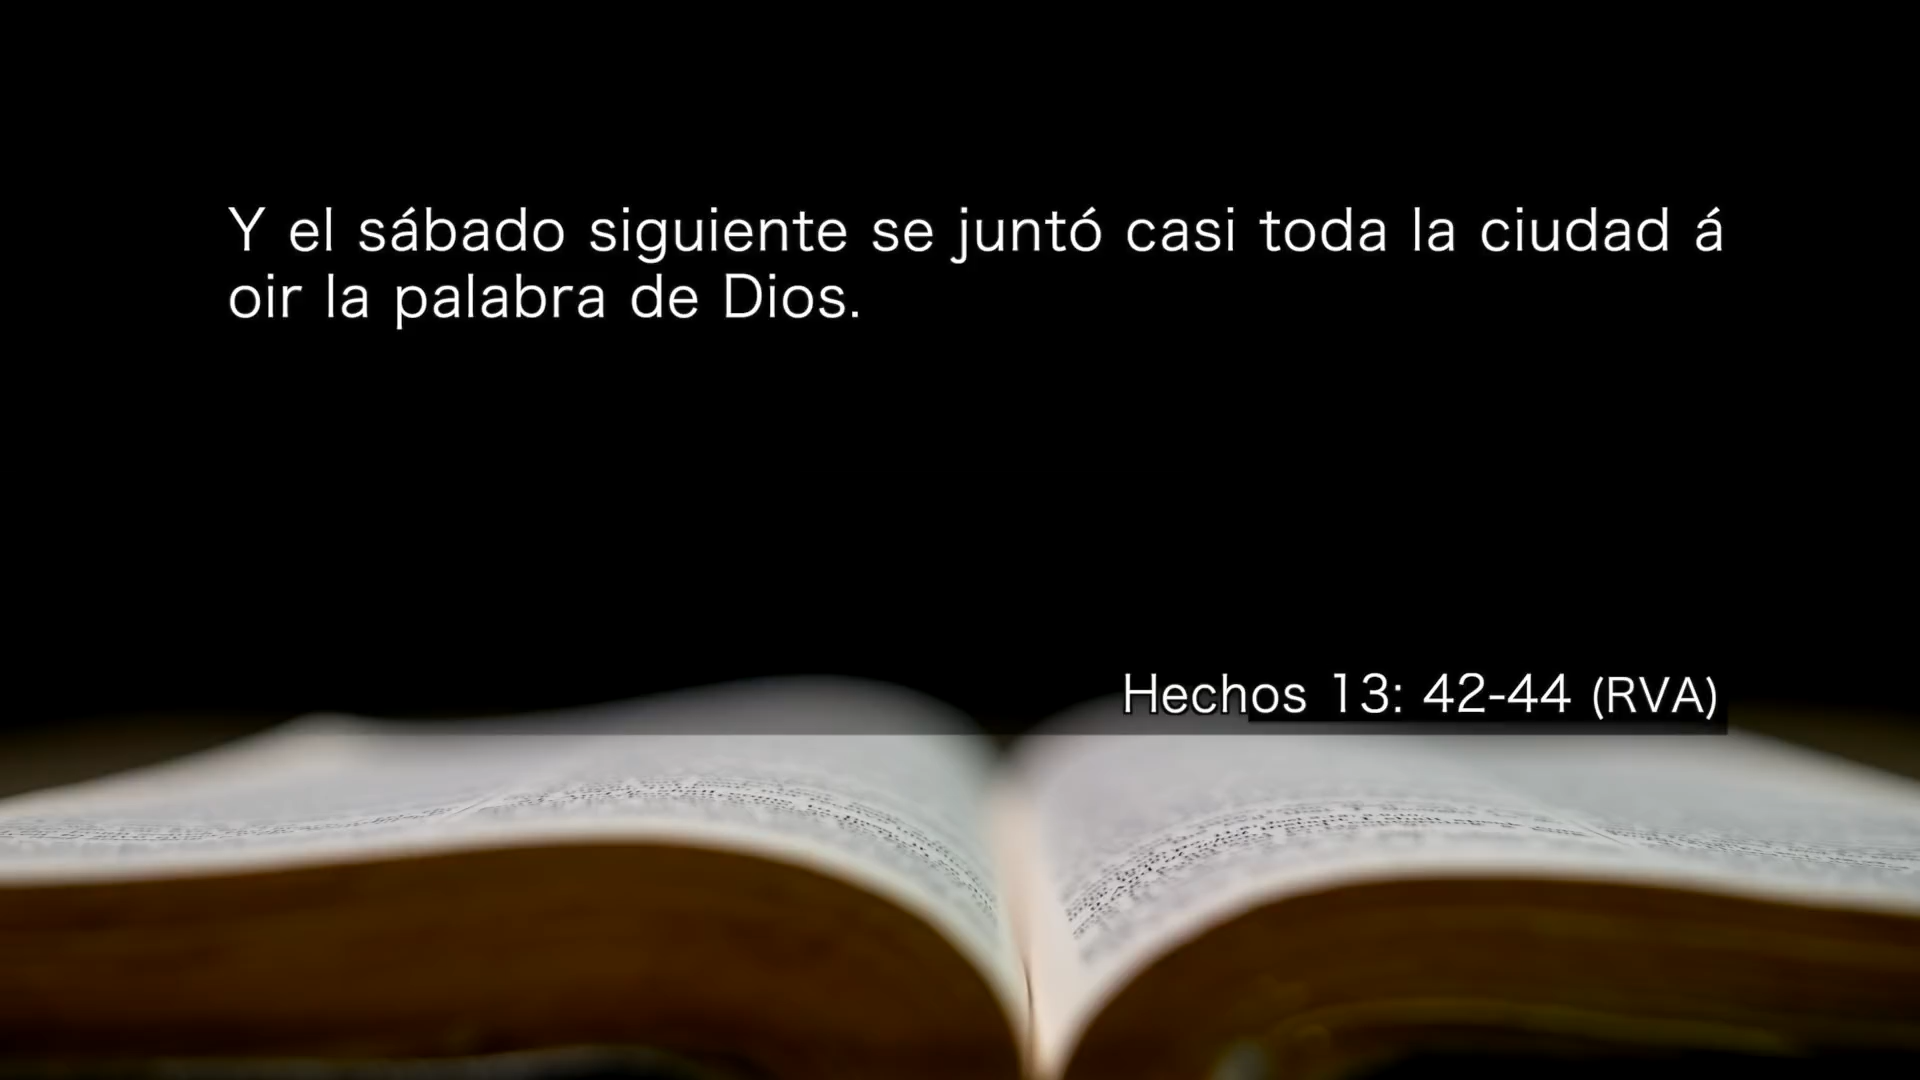 Y el sábado siguiente se juntó casi toda la ciudad á
oir la palabra de Dios.
Hechos 13: 42-44 (RVA)